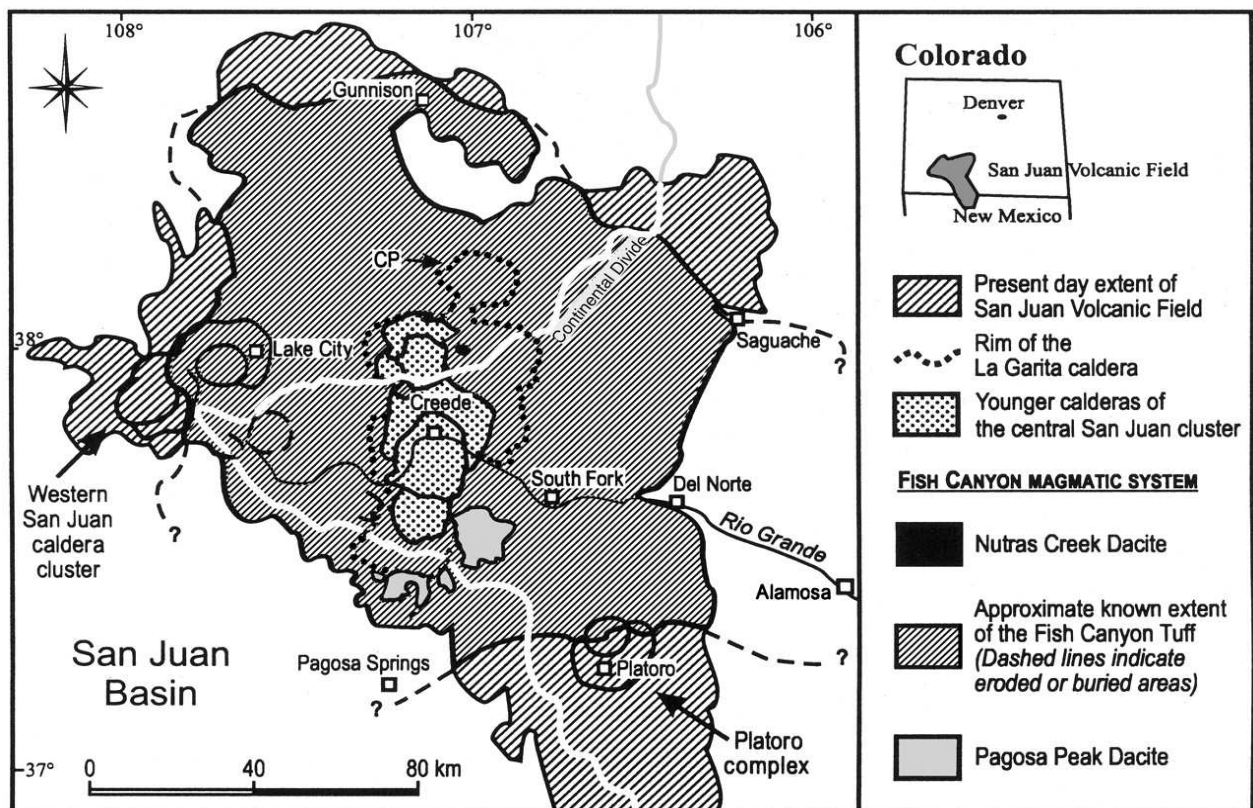 108°
107°
106°
Gunnison
CP
Continental Divide
38°
Lake City
Saguache
Creede
South Fork
Del Norte
Rio Grande
Alamosa
Western
San Juan
caldera
cluster
?
San Juan
Basin
Pagosa Springs
?
Platoro
?
?
Platoro
complex
37°
0 40 80 km
Colorado
Denver
San Juan Volcanic Field
New Mexico
Present day extent of
San Juan Volcanic Field
Rim of the
La Garita caldera
Younger calderas of
the central San Juan cluster
FISH CANYON MAGMATIC SYSTEM
Nutras Creek Dacite
Approximate known extent
of the Fish Canyon Tuff
(Dashed lines indicate
eroded or buried areas)
Pagosa Peak Dacite